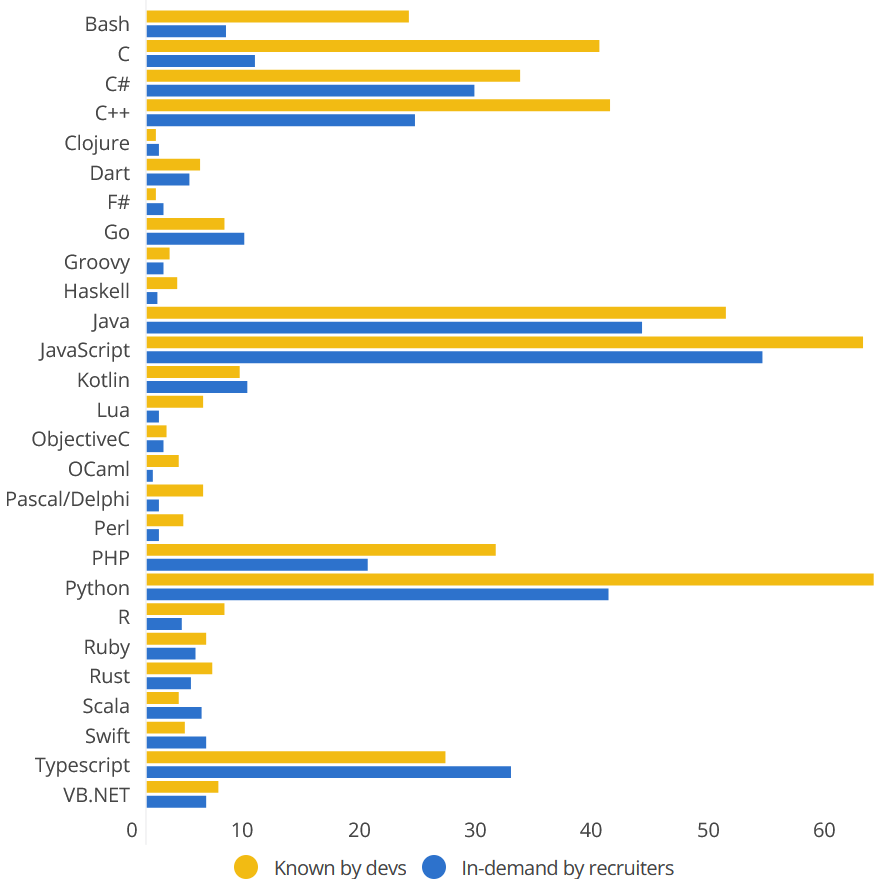 Bash
C
C#
C++
Clojure
Dart
F#
Go
Groovy
Haskell
Java
JavaScript
Kotlin
Lua
ObjectiveC
OCaml
Pascal/Delphi
Perl
PHP
Python
R
Ruby
Rust
Scala
Swift
Typescript
VB.NET
0 10 20 30 40 50 60
Known by devs In-demand by recruiters